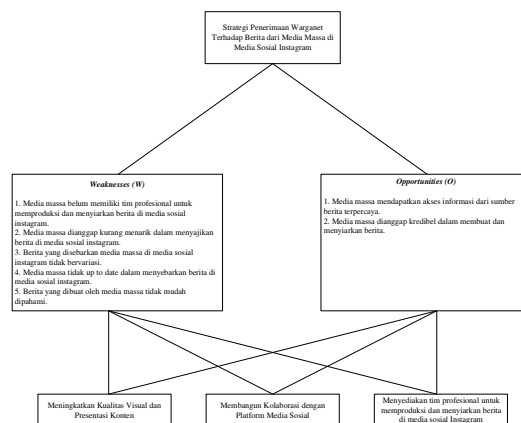 Strategi Penerimaan Warganet
Terhadap Berita dari Media Massa di
Media Sosial Instagram
Weaknesses (W)
1. Media massa belum memiliki tim profesional untuk
memproduksi dan menyiarkan berita di media sosial
instagram.
2. Media massa dianggap kurang menarik dalam menyajikan
berita di media sosial instagram.
3. Berita yang disebarkan media massa di media sosial
instagram tidak bervariasi.
4. Media massa tidak up to date dalam menyebarkan berita di
media sosial instagram.
5. Berita yang dibuat oleh media massa tidak mudah
dipahami.
Opportunities (O)
1. Media massa mendapatkan akses informasi dari sumber
berita terpercaya.
2. Media massa dianggap kredibel dalam membuat dan
menyiarkan berita.
Meningkatkan Kualitas Visual dan
Presentasi Konten
Membangun Kolaborasi dengan
Platform Media Sosial
Menyediakan tim profesional untuk
memproduksi dan menyiarkan berita
di media sosial Instagram